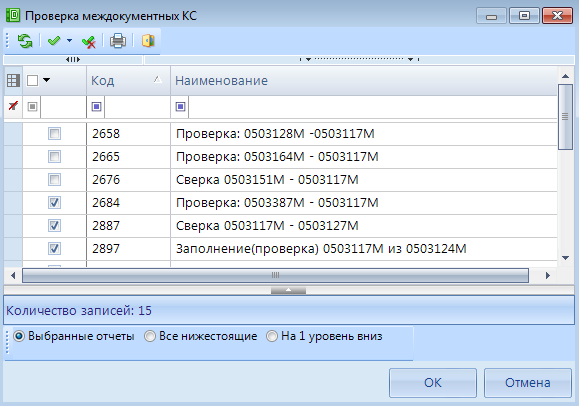 Проверка междокументных КС
Код Наименование
2658 Проверка: 0503128М -0503117М
2665 Проверка: 0503164М - 0503117М
2676 Сверка 0503151М - 0503117М
2684 Проверка: 0503387М - 0503117М
2887 Сверка 0503117М - 0503127М
2897 Заполнение(проверка) 0503117М из 0503124М
Количество записей: 15
Выбранные отчеты Все нижестоящие На 1 уровень вниз
ОК Отмена